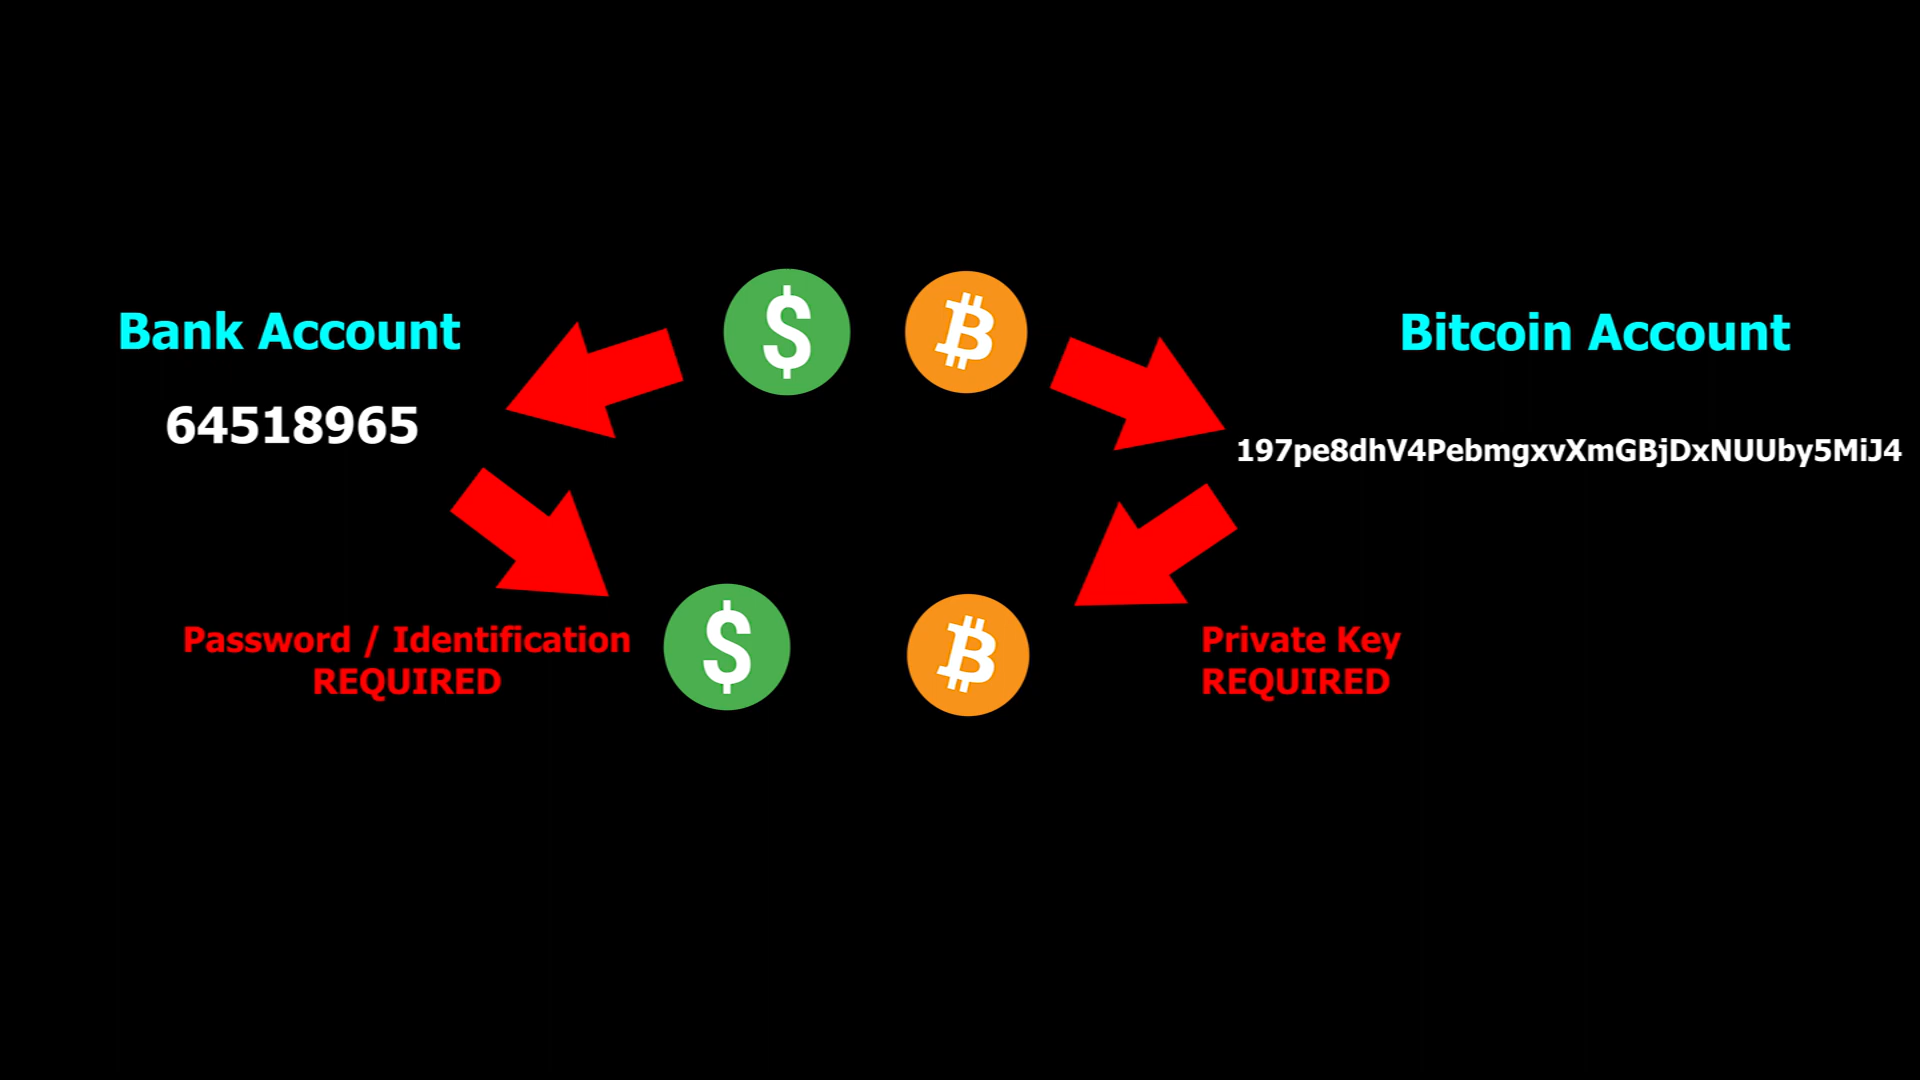 Bank Account
64518965
$
₿
Bitcoin Account
197pe8dhV4PebmgxvXmGBjDxNUUby5MiJ4
Password / Identification
REQUIRED
$
₿
Private Key
REQUIRED